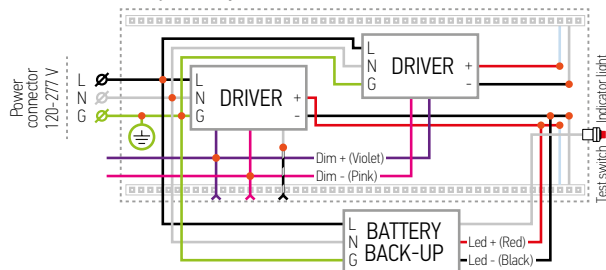 Power
connector
120-277 V
L
N
G
L
N
G
DRIVER
+
-
L
N
G
DRIVER
+
-
Dim + (Violet)
Dim - (Pink)
L
N
G
BATTERY
BACK-UP
Led + (Red)
Led - (Black)
Test switch
Indicator light